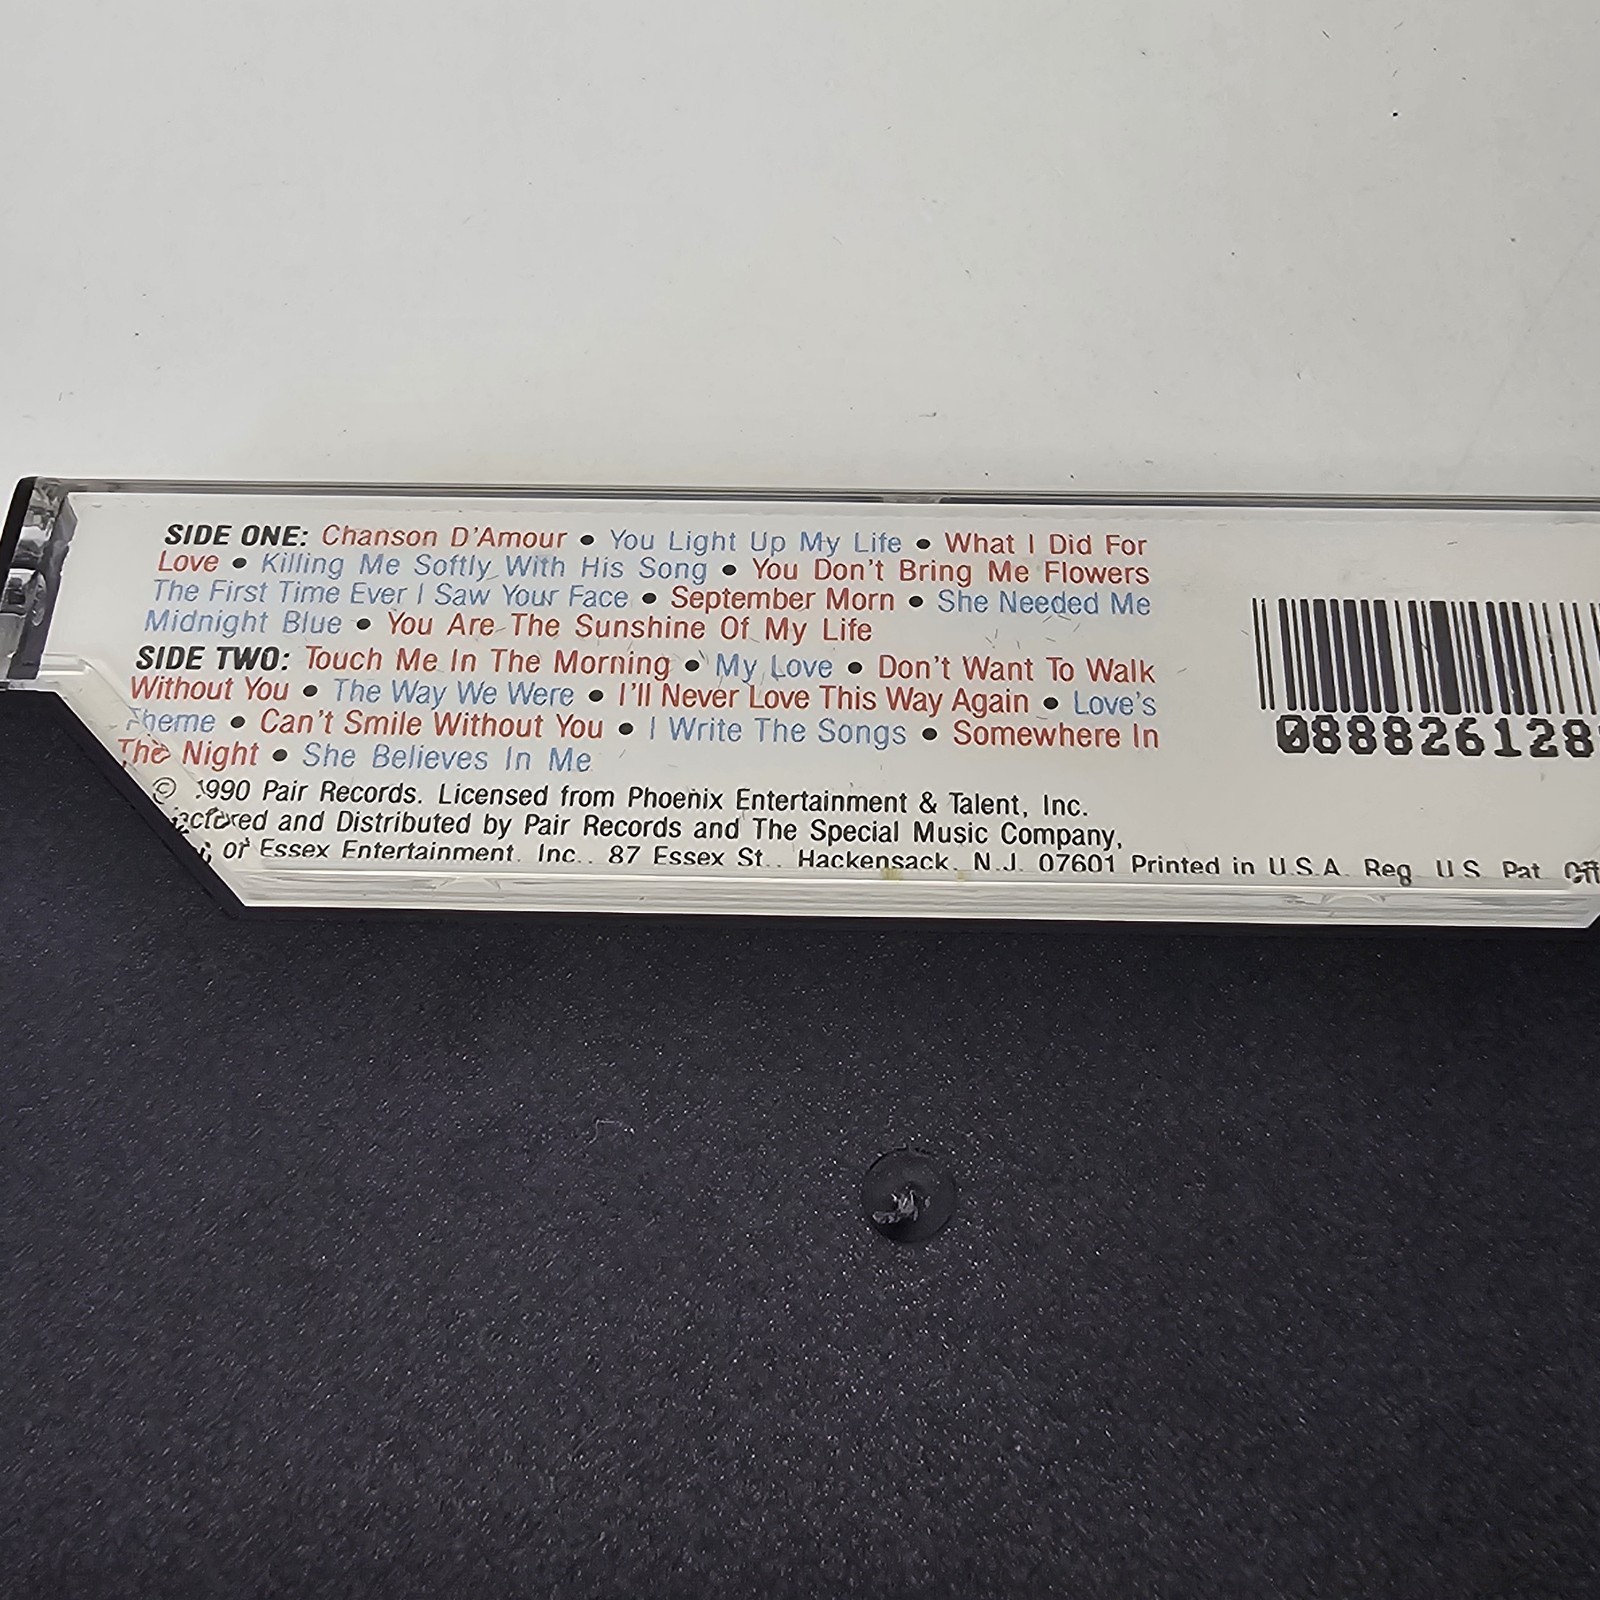 SIDE ONE: Chanson D'Amour • You Light Up My Life • What I Did For
Love • Killing Me Softly With His Song • You Don't Bring Me Flowers
The First Time Ever I Saw Your Face • September Morn • She Needed Me
Midnight Blue • You Are The Sunshine Of My Life
SIDE TWO: Touch Me In The Morning • My Love • Don't Want To Walk
Without You • The Way We Were • I'll Never Love This Way Again • Love's
Theme • Can't Smile Without You • I Write The Songs • Somewhere In
The Night • She Believes In Me
© 1990 Pair Records. Licensed from Phoenix Entertainment & Talent, Inc.
and Distributed by Pair Records and The Special Music Company,
of Essex Entertainment, Inc., 87 Essex St., Hackensack, N.J. 07601 Printed in U.S.A. Reg. U.S. Pat. Off
088826128